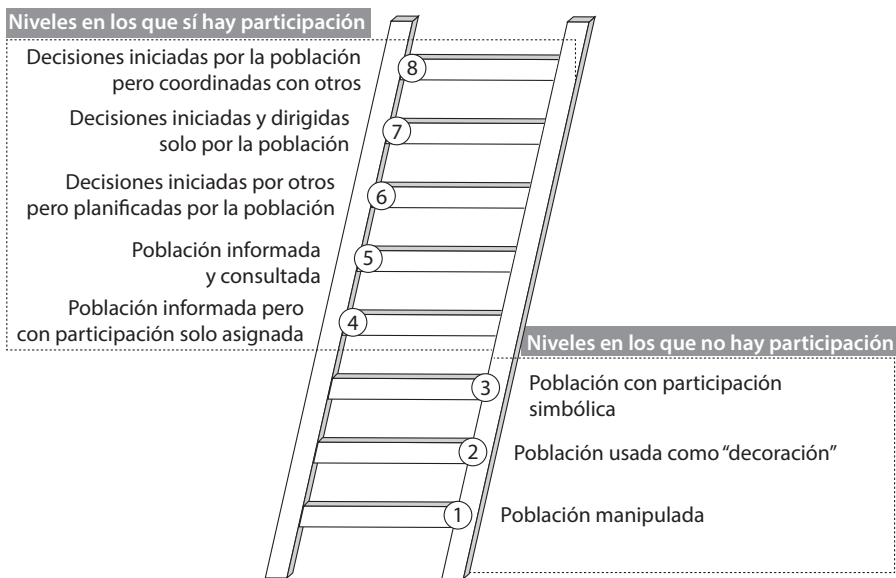 Niveles en los que sí hay participación
Decisiones iniciadas por la población
pero coordinadas con otros
8
Decisiones iniciadas y dirigidas
solo por la población
7
Decisiones iniciadas por otros
pero planificadas por la población
6
Población informada
y consultada
5
Población informada pero
con participación solo asignada
4
Niveles en los que no hay participación
3
Población con participación
simbólica
2
Población usada como “decoración”
1
Población manipulada